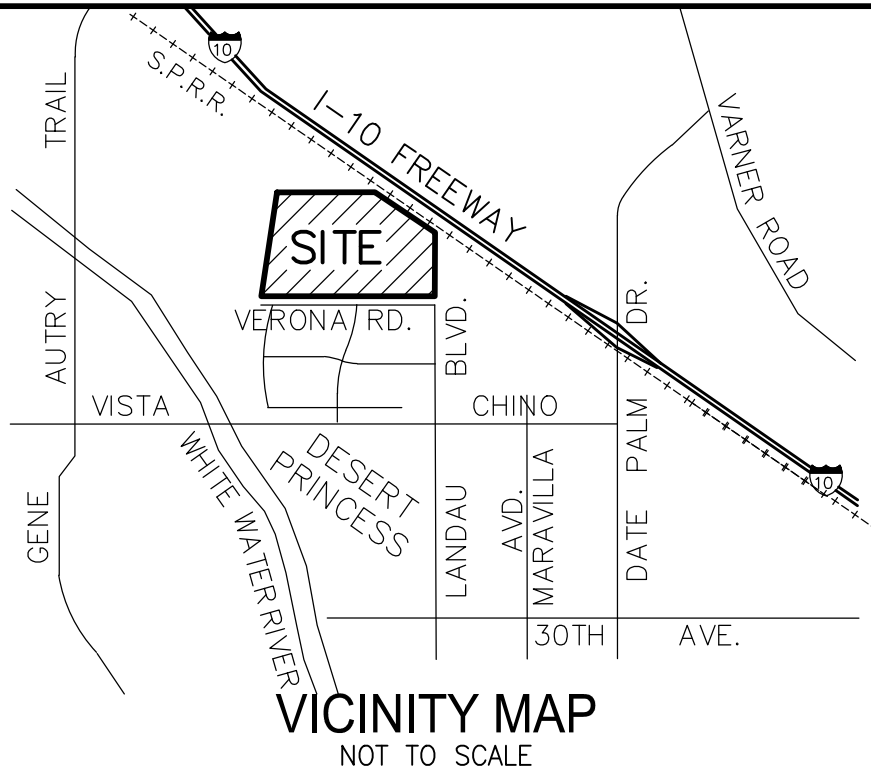 10
S.P.R.R.
I-10 FREEWAY
VARNER ROAD
GENE AUTRY TRAIL
SITE
VERONA RD.
LANDAU BLVD.
DATE PALM DR.
VISTA CHINO
DESERT
PRINCESS
WHITE WATER RIVER
MARAVILLA
AVD.
10
30TH AVE.
VICINITY MAP
NOT TO SCALE